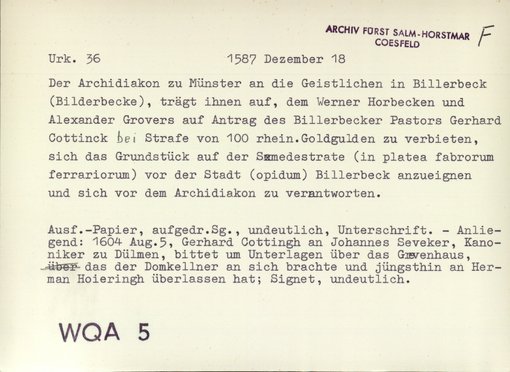 ARCHIV FÜRST SALM-HORSTMAR F
COESFELD
Urk. 36 1587 Dezember 18
Der Archidiakon zu Münster an die Geistlichen in Billerbeck
(Bilderbecke), trägt ihnen auf, dem Werner Horbecken und
Alexander Grovers auf Antrag des Billerbecker Pastors Gerhard
Cottinck bei Strafe von 100 rhein.Goldgulden zu verbieten,
sich das Grundstück auf der Smedestrate (in platea fabrorum
ferrariorum) vor der Stadt (opidum) Billerbeck anzueignen
und sich vor dem Archidiakon zu verantworten.
Ausf.-Papier, aufgedr.Sg., undeutlich, Unterschrift. - Anlie-
gend: 1604 Aug.5, Gerhard Cottingh an Johannes Seveker, Kano-
niker zu Dülmen, bittet um Unterlagen über das Gravenhaus,
über das der Domkellner an sich brachte und jüngsthin an Her-
man Hoieringh überlassen hat; Signet, undeutlich.
WQA 5